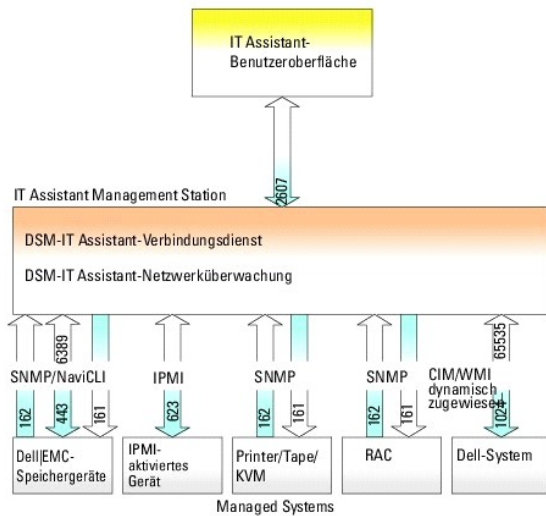 IT Assistant-
Benutzeroberfläche
2607
IT Assistant Management Station
DSM-IT Assistant-Verbindungsdienst
DSM-IT Assistant-Netzwerküberwachung
6389
65535
SNMP/NaviCLI
IPMI
SNMP
SNMP
CIM/WMI
dynamisch
zugewiesen
162
443
161
623
162
161
162
161
1024
Dell|EMC-
Speichergeräte
IPMI-
aktiviertes
Gerät
Printer/Tape/
KVM
RAC
Dell-System
Managed Systems